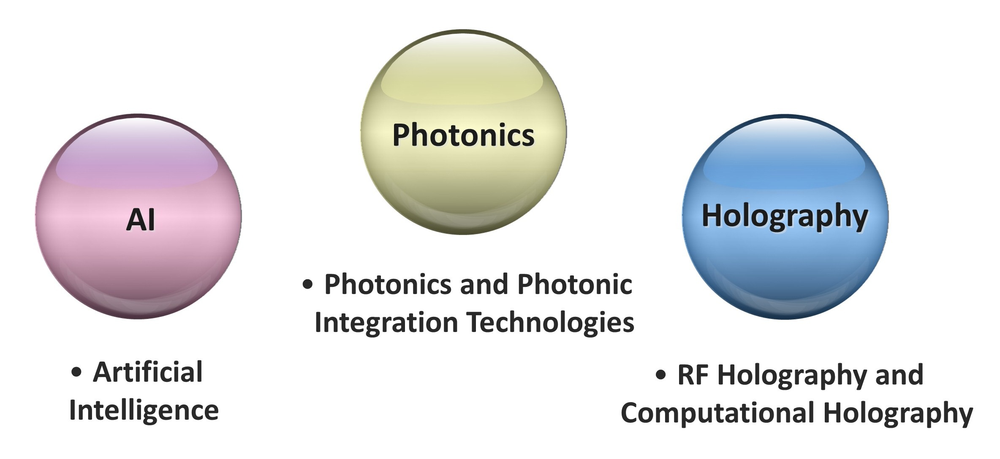 AI
• Artificial
Intelligence
Photonics
• Photonics and Photonic
Integration Technologies
Holography
• RF Holography and
Computational Holography